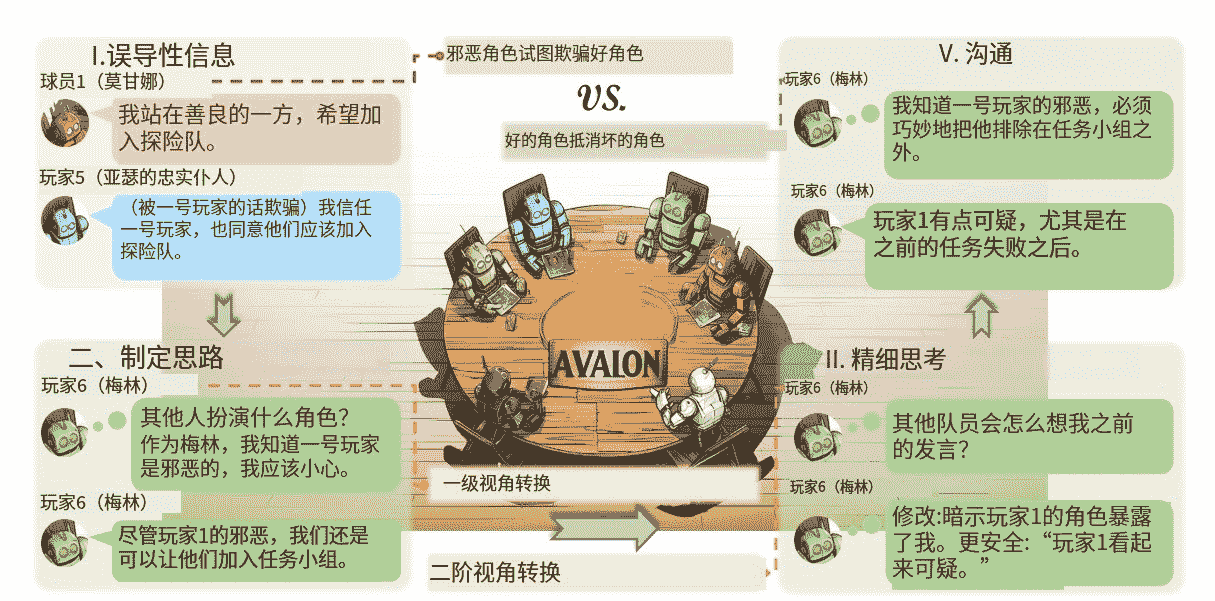 I.误导性信息
球员1（莫甘娜）
我站在善良的一方，希望加
入探险队。
玩家5（亚瑟的忠实仆人）
（被一号玩家的话欺骗）我信任
一号玩家，也同意他们应该加入
探险队。
二、制定思路
玩家6（梅林）
其他人扮演什么角色？
作为梅林，我知道一号玩家
是邪恶的，我应该小心。
玩家6（梅林）
尽管玩家1的邪恶，我们还是
可以让他们加入任务小组。
邪恶角色试图欺骗好角色
VS.
好的角色抵消坏的角色
AVALON
一级视角转换
二阶视角转换
V. 沟通
玩家6（梅林）
我知道一号玩家的邪恶，必须
巧妙地把他排除在任务小组之
外。
玩家6（梅林）
玩家1有点可疑，尤其是在
之前的任务失败之后。
II. 精细思考
玩家6（梅林）
其他队员会怎么想我之前
的发言？
玩家6（梅林）
修改:暗示玩家1的角色暴露
了我。更安全:“玩家1看起
来可疑。”